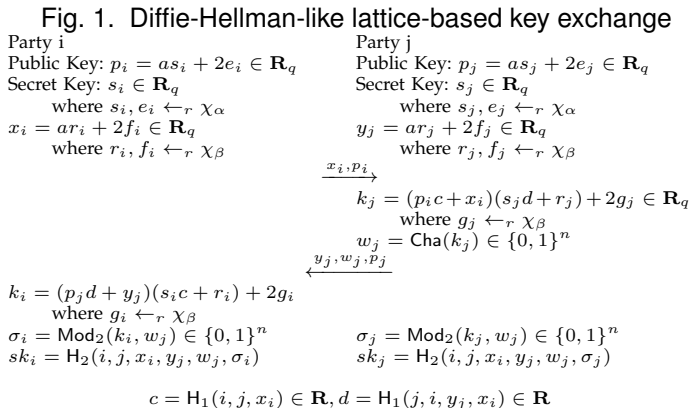 Fig. 1. Diffie-Hellman-like lattice-based key exchange
Party i Party j
Public Key: p_i = as_i + 2e_i ∈ R_q Public Key: p_j = as_j + 2e_j ∈ R_q
Secret Key: s_i ∈ R_q Secret Key: s_j ∈ R_q
where s_i, e_i ←_r χ_α where s_j, e_j ←_r χ_α
x_i = ar_i + 2f_i ∈ R_q y_j = ar_j + 2f_j ∈ R_q
where r_i, f_i ←_r χ_β where r_j, f_j ←_r χ_β
x_i, p_i
k_j = (p_i c + x_i)(s_j d + r_j) + 2g_j ∈ R_q
where g_j ←_r χ_β
w_j = Cha(k_j) ∈ {0, 1}^n
y_j, w_j, p_j
k_i = (p_j d + y_j)(s_i c + r_i) + 2g_i
where g_i ←_r χ_β
σ_i = Mod_2(k_i, w_j) ∈ {0, 1}^n σ_j = Mod_2(k_j, w_j) ∈ {0, 1}^n
sk_i = H_2(i, j, x_i, y_j, w_j, σ_i) sk_j = H_2(i, j, x_i, y_j, w_j, σ_j)
c = H_1(i, j, x_i) ∈ R, d = H_1(j, i, y_j, x_i) ∈ R